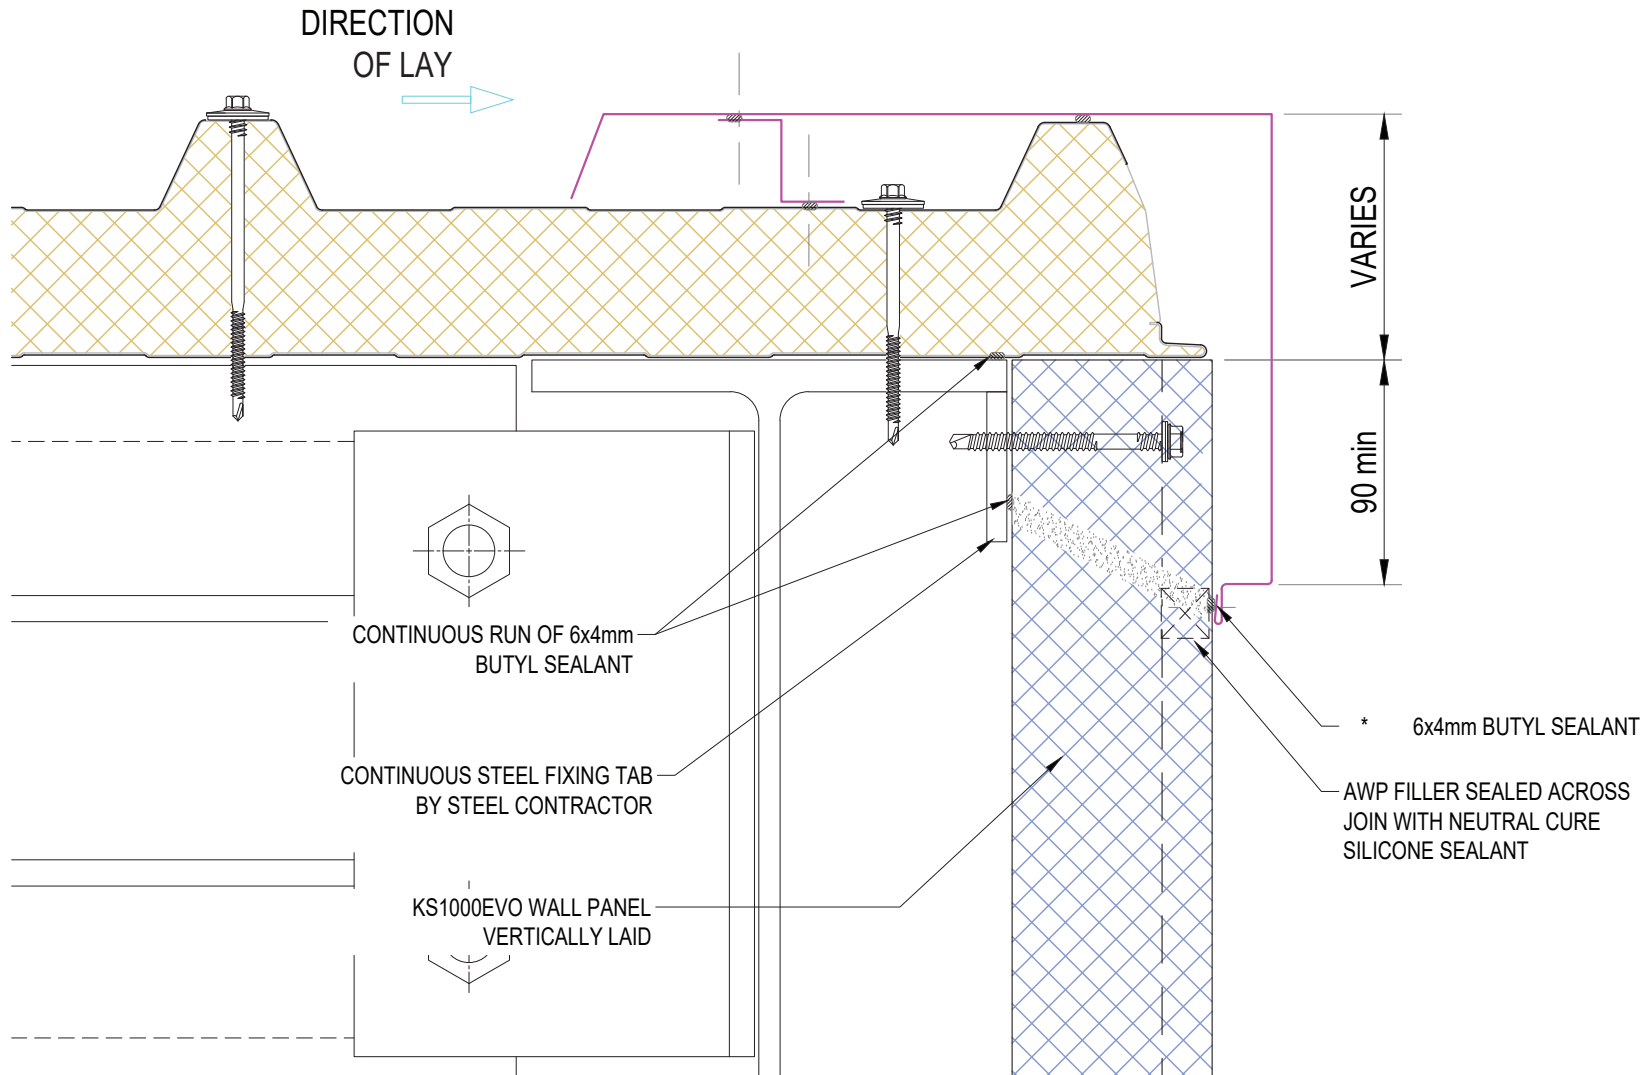 DIRECTION
OF LAY
VARIES
90 min
CONTINUOUS RUN OF 6x4mm
BUTYL SEALANT
CONTINUOUS STEEL FIXING TAB
BY STEEL CONTRACTOR
KS1000EVO WALL PANEL
VERTICALLY LAID
* 6x4mm BUTYL SEALANT
AWP FILLER SEALED ACROSS
JOIN WITH NEUTRAL CURE
SILICONE SEALANT